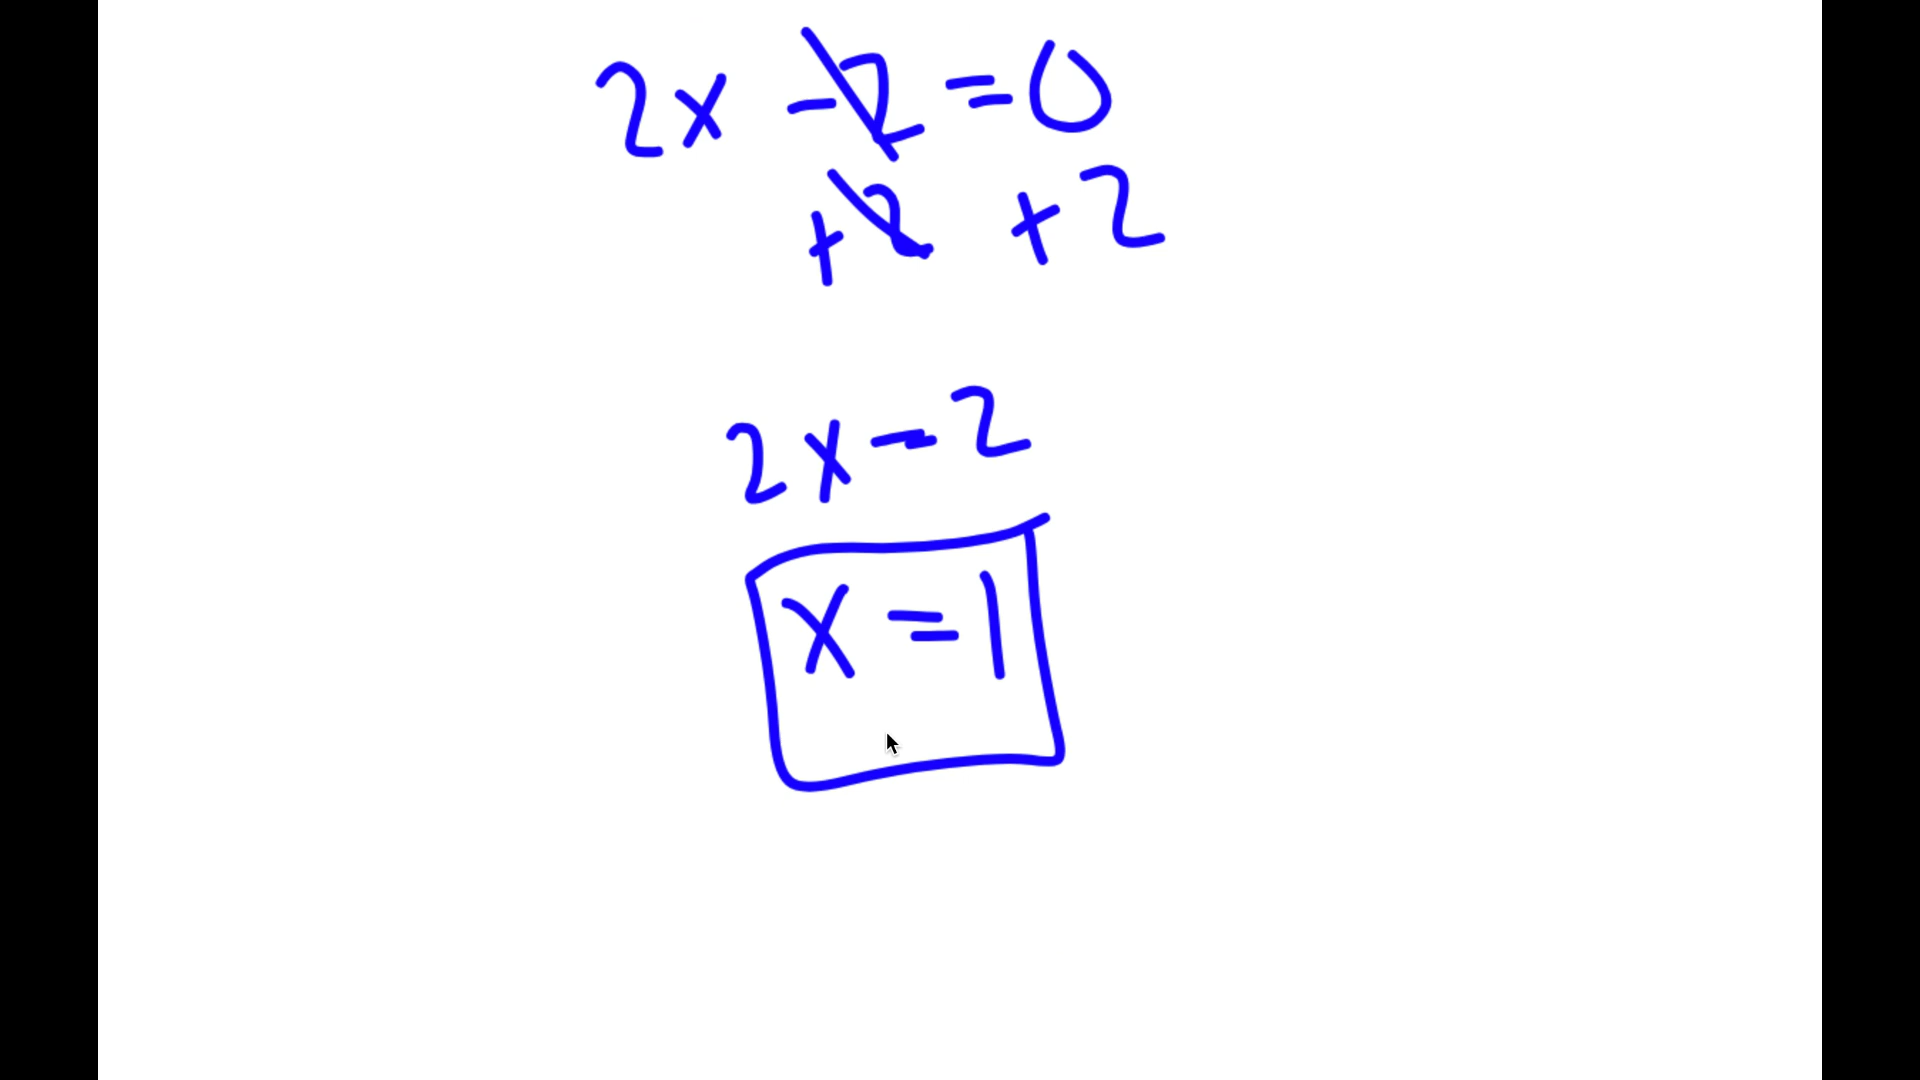 2x -2 = 0
+2 +2
2x = 2
x = 1